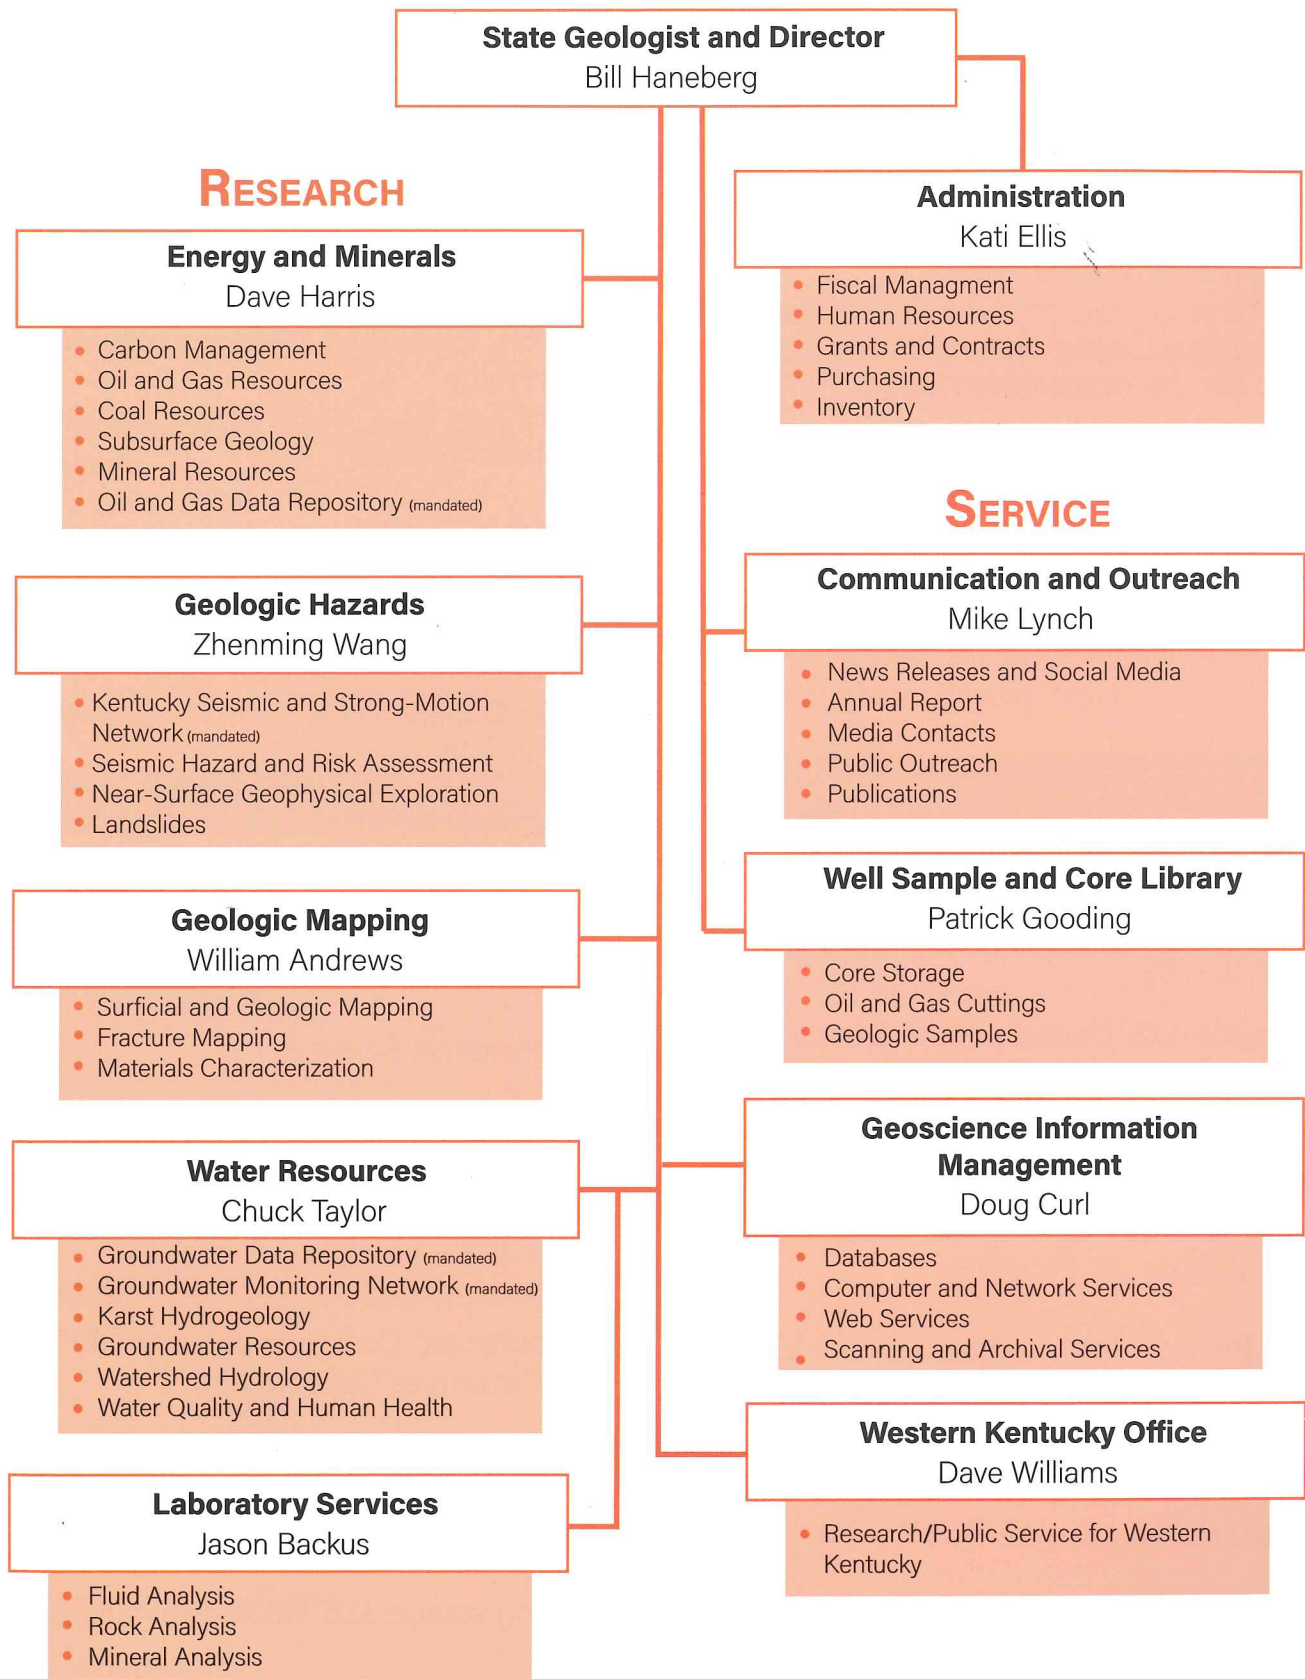 State Geologist and Director
Bill Haneberg
RESEARCH
Energy and Minerals
Dave Harris
• Carbon Management
• Oil and Gas Resources
• Coal Resources
• Subsurface Geology
• Mineral Resources
• Oil and Gas Data Repository (mandated)
Geologic Hazards
Zhenming Wang
• Kentucky Seismic and Strong-Motion
Network (mandated)
• Seismic Hazard and Risk Assessment
• Near-Surface Geophysical Exploration
• Landslides
Geologic Mapping
William Andrews
• Surficial and Geologic Mapping
• Fracture Mapping
• Materials Characterization
Water Resources
Chuck Taylor
• Groundwater Data Repository (mandated)
• Groundwater Monitoring Network (mandated)
• Karst Hydrogeology
• Groundwater Resources
• Watershed Hydrology
• Water Quality and Human Health
Laboratory Services
Jason Backus
• Fluid Analysis
• Rock Analysis
• Mineral Analysis
Administration
Kati Ellis
• Fiscal Managment
• Human Resources
• Grants and Contracts
• Purchasing
• Inventory
SERVICE
Communication and Outreach
Mike Lynch
• News Releases and Social Media
• Annual Report
• Media Contacts
• Public Outreach
• Publications
Well Sample and Core Library
Patrick Gooding
• Core Storage
• Oil and Gas Cuttings
• Geologic Samples
Geoscience Information
Management
Doug Curl
• Databases
• Computer and Network Services
• Web Services
• Scanning and Archival Services
Western Kentucky Office
Dave Williams
• Research/Public Service for Western
Kentucky